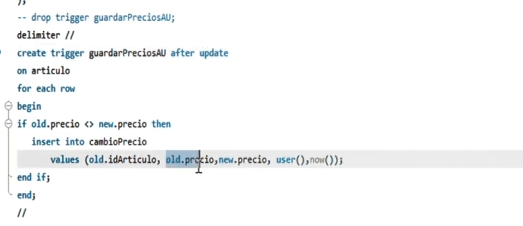 );
-- drop trigger guardarPreciosAU;
delimiter //
create trigger guardarPreciosAU after update
on articulo
for each row
begin
if old.precio <> new.precio then
insert into cambioPrecio
values (old.idArticulo, old.precio,new.precio, user(),now());
end if;
end;
//